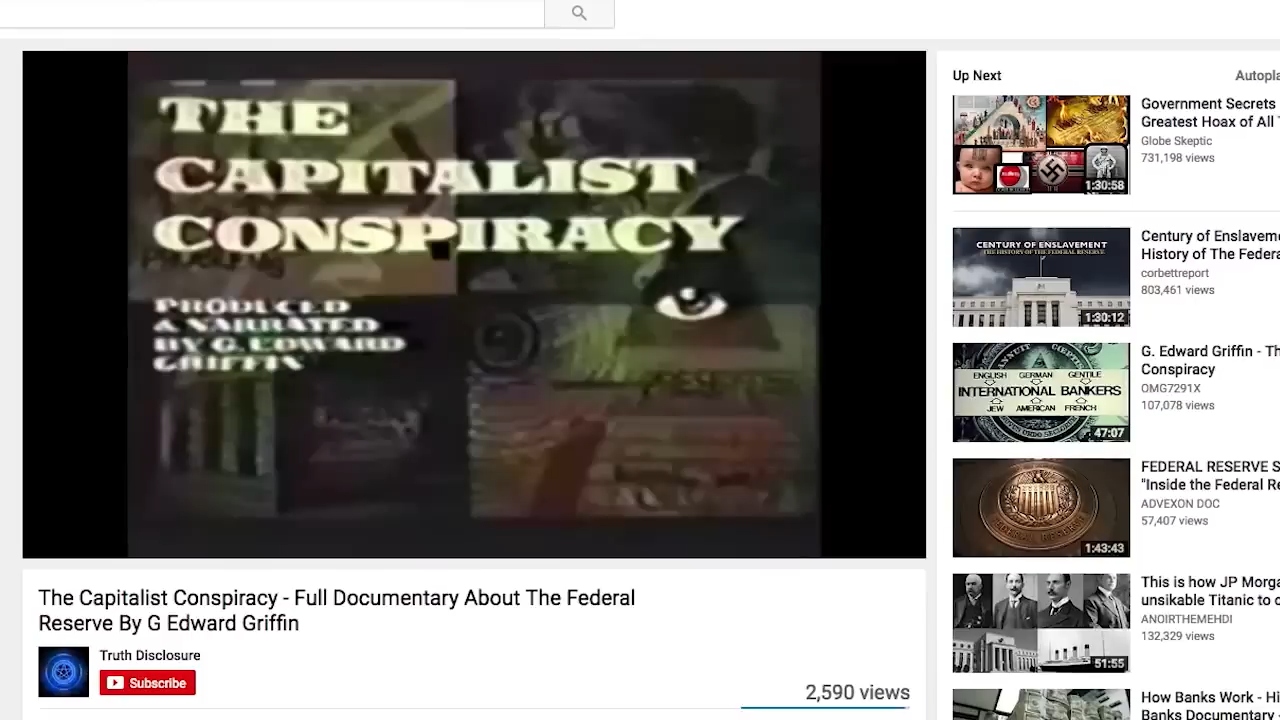 THE
CAPITALIST
CONSPIRACY
PRODUCED
& NARRATED
BY G. EDWARD
GRIFFIN
The Capitalist Conspiracy - Full Documentary About The Federal
Reserve By G Edward Griffin
Truth Disclosure
Subscribe
2,590 views
Up Next
Autopla
Government Secrets
Greatest Hoax of All
Globe Skeptic
731,198 views
1:30:58
CENTURY OF ENSLAVEMENT
THE HISTORY OF THE FEDERAL RESERVE
1:30:12
Century of Enslaveme
History of The Federa
corbettreport
803,461 views
ANNUIT COEPTIS
ENGLISH GERMAN GENTILE
INTERNATIONAL BANKERS
JEW AMERICAN FRENCH
47:07
G. Edward Griffin - Th
Conspiracy
OMG7291X
107,078 views
FEDERAL RESERVE
1:43:43
FEDERAL RESERVE S
"Inside the Federal Re
ADVEXON DOC
57,407 views
51:55
This is how JP Morga
unsikable Titanic to c
ANOIRTHEMEHDI
132,329 views
How Banks Work - Hi
Banks Documentary -